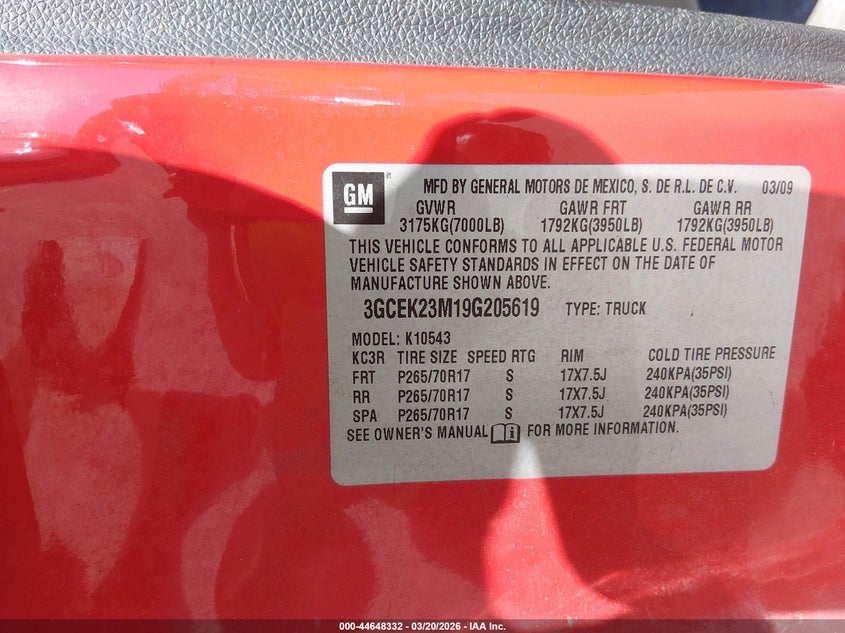 GM ® MFD BY GENERAL MOTORS DE MEXICO, S. DE R.L. DE C.V. 03/09
GVWR GAWR FRT GAWR RR
3175KG(7000LB) 1792KG(3950LB) 1792KG(3950LB)
THIS VEHICLE CONFORMS TO ALL APPLICABLE U.S. FEDERAL MOTOR
VEHICLE SAFETY STANDARDS IN EFFECT ON THE DATE OF
MANUFACTURE SHOWN ABOVE.
3GCEK23M19G205619 TYPE: TRUCK
MODEL: K10543
KC3R TIRE SIZE SPEED RTG RIM COLD TIRE PRESSURE
FRT P265/70R17 S 17X7.5J 240KPA(35PSI)
RR P265/70R17 S 17X7.5J 240KPA(35PSI)
SPA P265/70R17 S 17X7.5J 240KPA(35PSI)
SEE OWNER'S MANUAL FOR MORE INFORMATION.
000-44648332 - 03/20/2026 - IAA Inc.